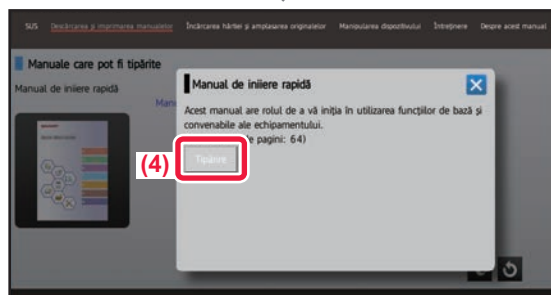 SUS Descărcarea și imprimarea manualelor Încărcarea hârtiei și amplasarea originalelor Manipularea dispozitivului Întreținere Despre acest manual
Manuale care pot fi tipărite
Manual de iniiere rapidă
Manual de iniiere rapidă
Acest manual are rolul de a vă iniția în utilizarea funcțiilor de bază și
convenabile ale echipamentului.
e pagini: 64)
(4)
Tipărire